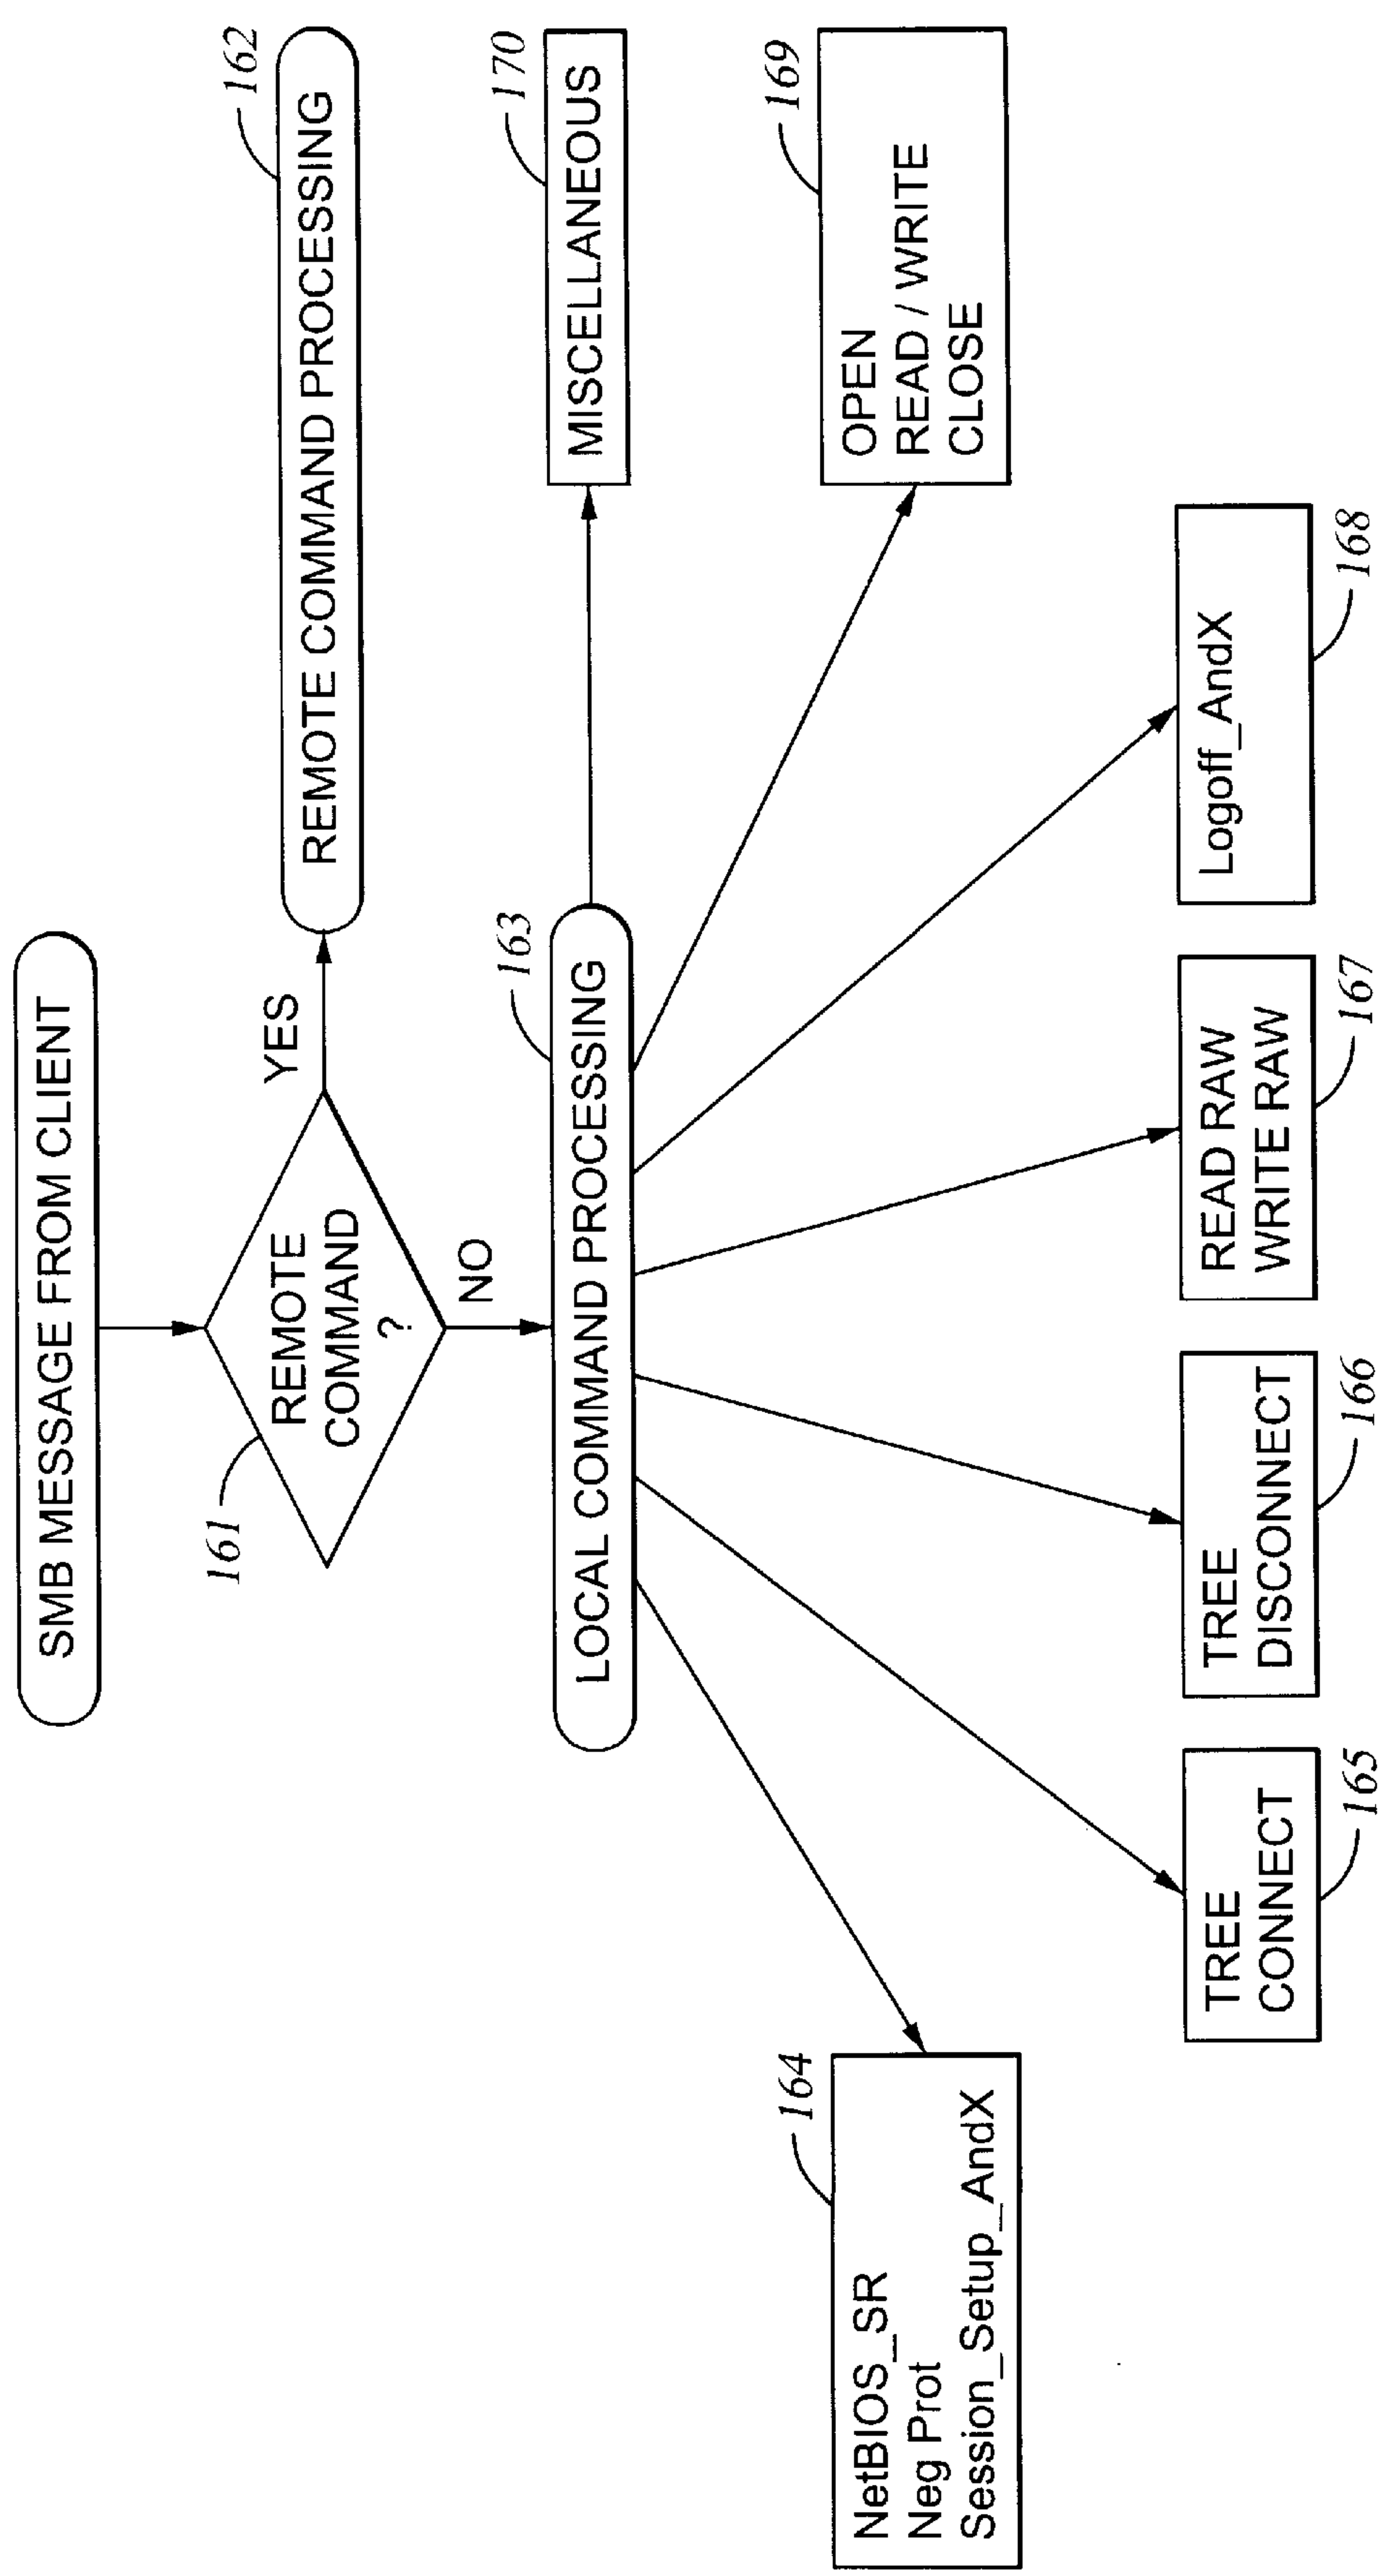 SMB MESSAGE FROM CLIENT
161
REMOTE
COMMAND
?
YES
162
REMOTE COMMAND PROCESSING
NO
163
LOCAL COMMAND PROCESSING
170
MISCELLANEOUS
164
NetBIOS_SR
Neg Prot
Session_Setup_AndX
169
OPEN
READ / WRITE
CLOSE
TREE
CONNECT
165
TREE
DISCONNECT
166
READ RAW
WRITE RAW
167
Logoff_AndX
168